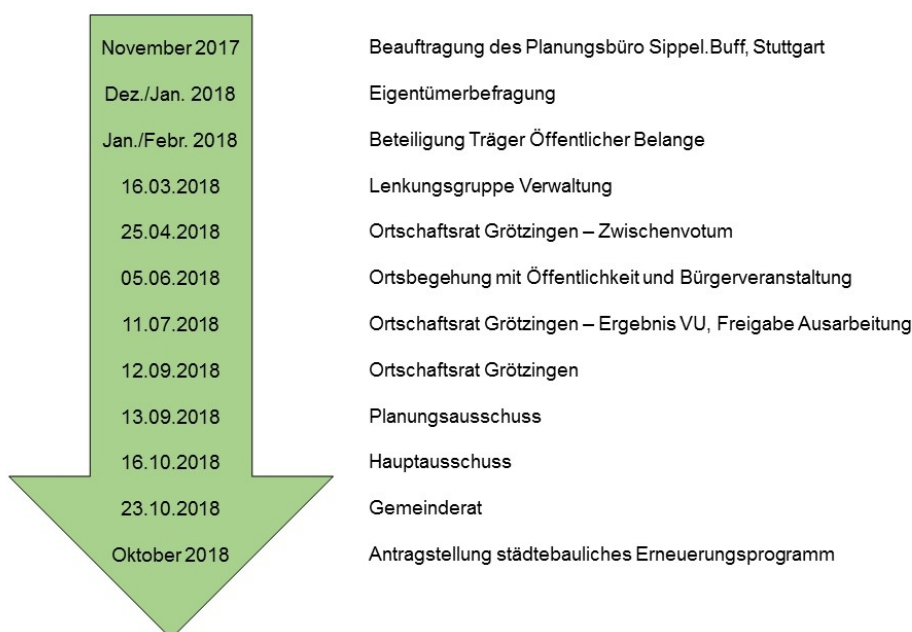 November 2017 Beauftragung des Planungsbüro Sippel.Buff, Stuttgart
Dez./Jan. 2018 Eigentümerbefragung
Jan./Febr. 2018 Beteiligung Träger Öffentlicher Belange
16.03.2018 Lenkungsgruppe Verwaltung
25.04.2018 Ortschaftsrat Grötzingen – Zwischenvotum
05.06.2018 Ortsbegehung mit Öffentlichkeit und Bürgerveranstaltung
11.07.2018 Ortschaftsrat Grötzingen – Ergebnis VU, Freigabe Ausarbeitung
12.09.2018 Ortschaftsrat Grötzingen
13.09.2018 Planungsausschuss
16.10.2018 Hauptausschuss
23.10.2018 Gemeinderat
Oktober 2018 Antragstellung städtebauliches Erneuerungsprogramm